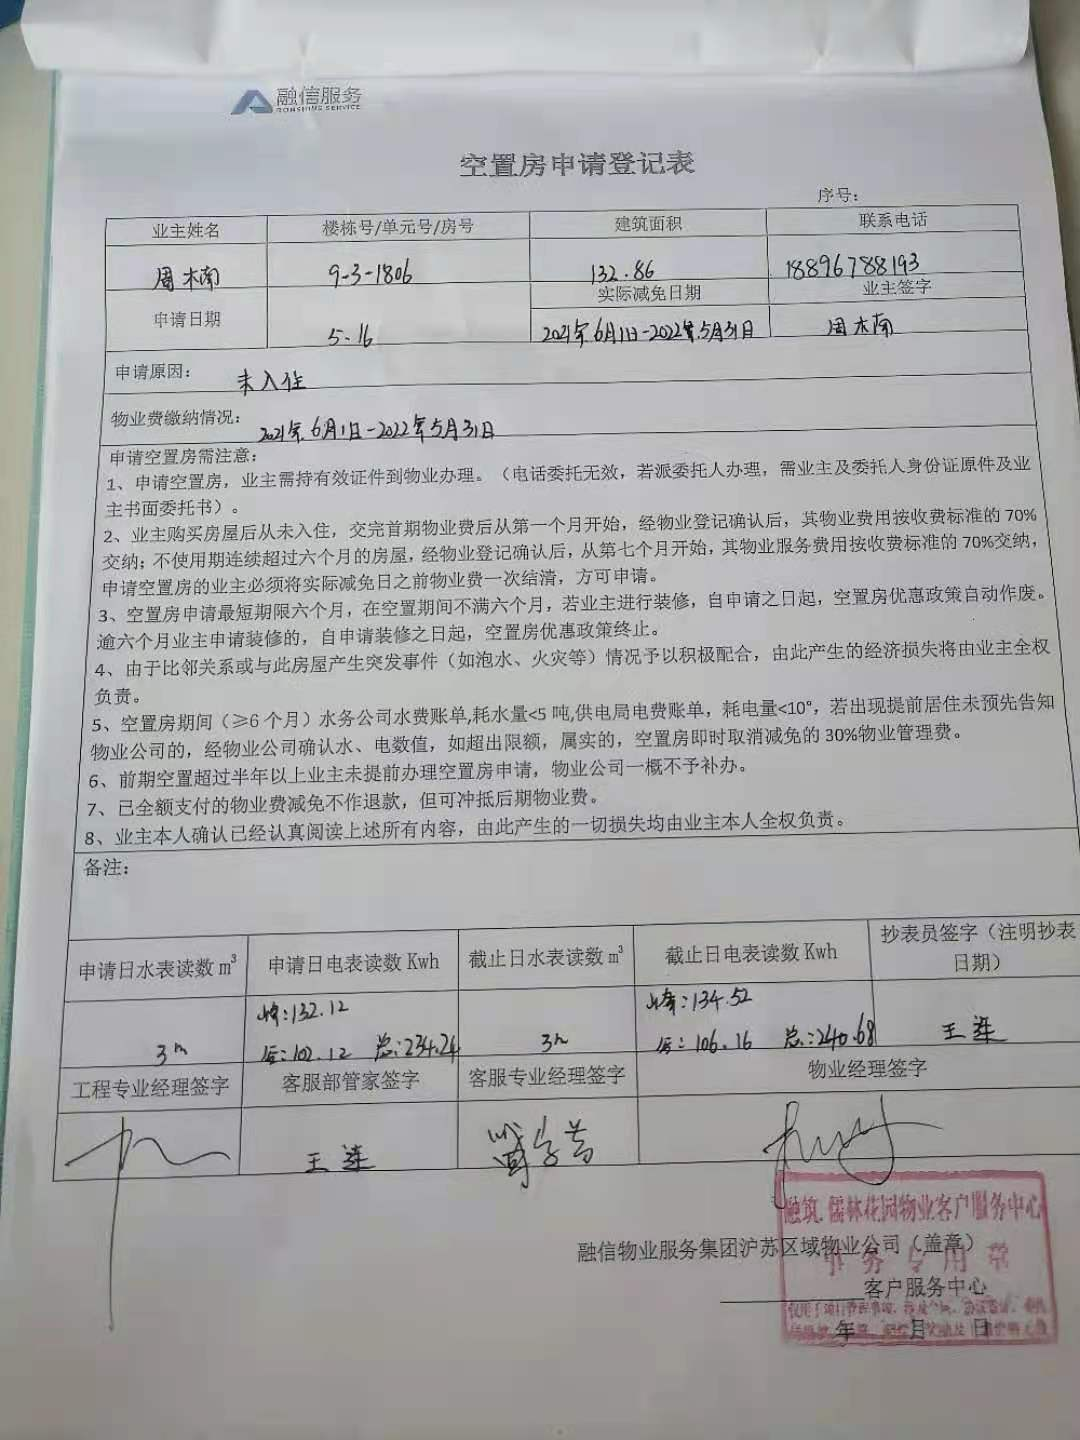 融信服务
RONSHINE SERVICE
空置房申请登记表
序号：
业主姓名 楼栋号/单元号/房号 建筑面积 联系电话
周木南 9-3-1806 132.86 18896788193
实际减免日期 业主签字
申请日期 5.16 2021年6月1日-2022年5月31日 周木南
申请原因： 未入住
物业费缴纳情况： 2021年6月1日-2022年5月31日
申请空置房需注意：
1、申请空置房，业主需持有效证件到物业办理。（电话委托无效，若派委托人办理，需业主及委托人身份证原件及业
主书面委托书）。
2、业主购买房屋后从未入住，交完首期物业费后从第一个月开始，经物业登记确认后，其物业费用按收费标准的70%
交纳；不使用期连续超过六个月的房屋，经物业登记确认后，从第七个月开始，其物业服务费用按收费标准的70%交纳，
申请空置房的业主必须将实际减免日之前物业费一次结清，方可申请。
3、空置房申请最短期限六个月，在空置期间不满六个月，若业主进行装修，自申请之日起，空置房优惠政策自动作废。
逾六个月业主申请装修的，自申请装修之日起，空置房优惠政策终止。
4、由于比邻关系或与此房屋产生突发事件（如泡水、火灾等）情况予以积极配合，由此产生的经济损失将由业主全权
负责。
5、空置房期间（≥6个月）水务公司水费账单,耗水量<5吨,供电局电费账单，耗电量<10°，若出现提前居住未预先告知
物业公司的，经物业公司确认水、电数值，如超出限额，属实的，空置房即时取消减免的30%物业管理费。
6、前期空置超过半年以上业主未提前办理空置房申请，物业公司一概不予补办。
7、已全额支付的物业费减免不作退款，但可冲抵后期物业费。
8、业主本人确认已经认真阅读上述所有内容，由此产生的一切损失均由业主本人全权负责。
备注：
申请日水表读数m³ 申请日电表读数Kwh 截止日水表读数m³ 截止日电表读数Kwh 抄表员签字（注明抄表
日期）
峰：132.12 峰：134.52
谷：102.12 总：234.24 谷：106.16 总：240.68 王莲
工程专业经理签字 客服部管家签字 客服专业经理签字 物业经理签字
王莲
融筑.儒林花园物业客户服务中心
融信物业服务集团沪苏区域物业公司（盖章）
客户服务中心
年 月 日